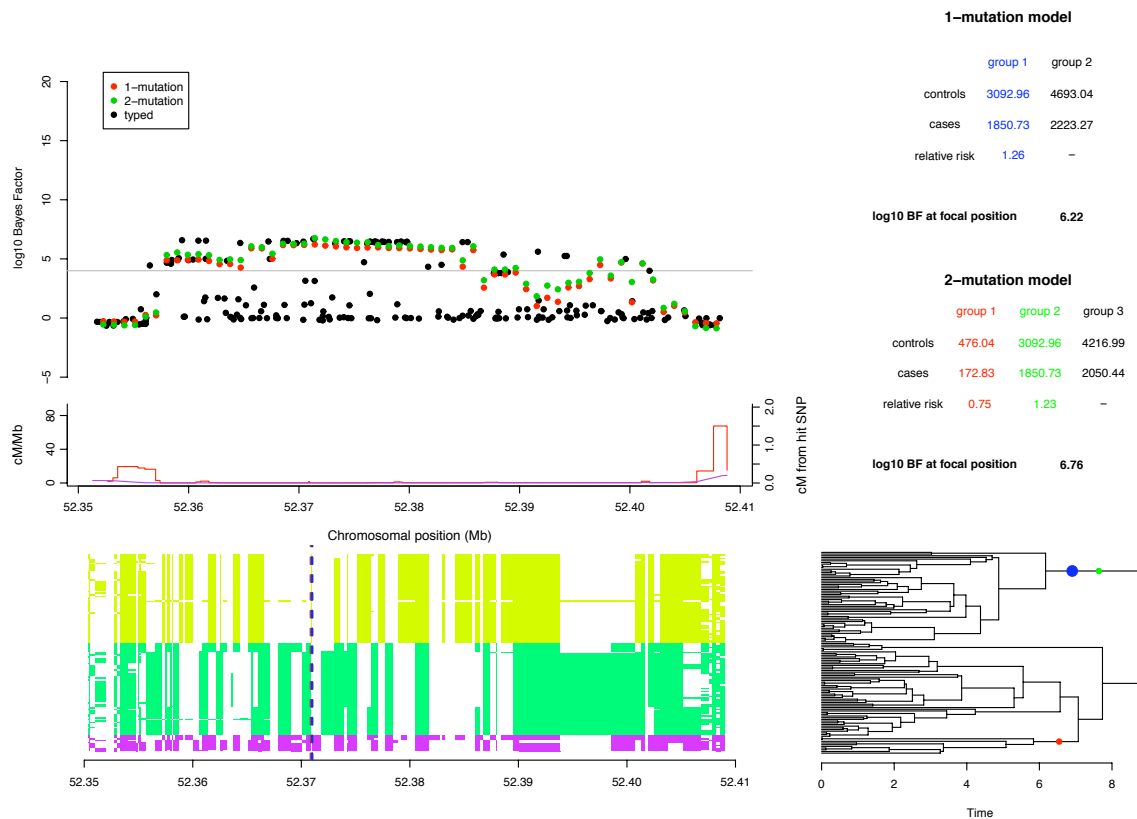 1−mutation model
group 1 group 2
controls 3092.96 4693.04
cases 1850.73 2223.27
relative risk 1.26 −
log10 BF at focal position 6.22
2−mutation model
group 1 group 2 group 3
controls 476.04 3092.96 4216.99
cases 172.83 1850.73 2050.44
relative risk 0.75 1.23 −
log10 BF at focal position 6.76
log10 Bayes Factor
20
15
10
5
0
−5
1−mutation
2−mutation
typed
cM/Mb
80
40
0
2.0
1.0
0.0
cM from hit SNP
52.35 52.36 52.37 52.38 52.39 52.40 52.41
Chromosomal position (Mb)
52.35 52.36 52.37 52.38 52.39 52.40 52.41
0 2 4 6 8
Time